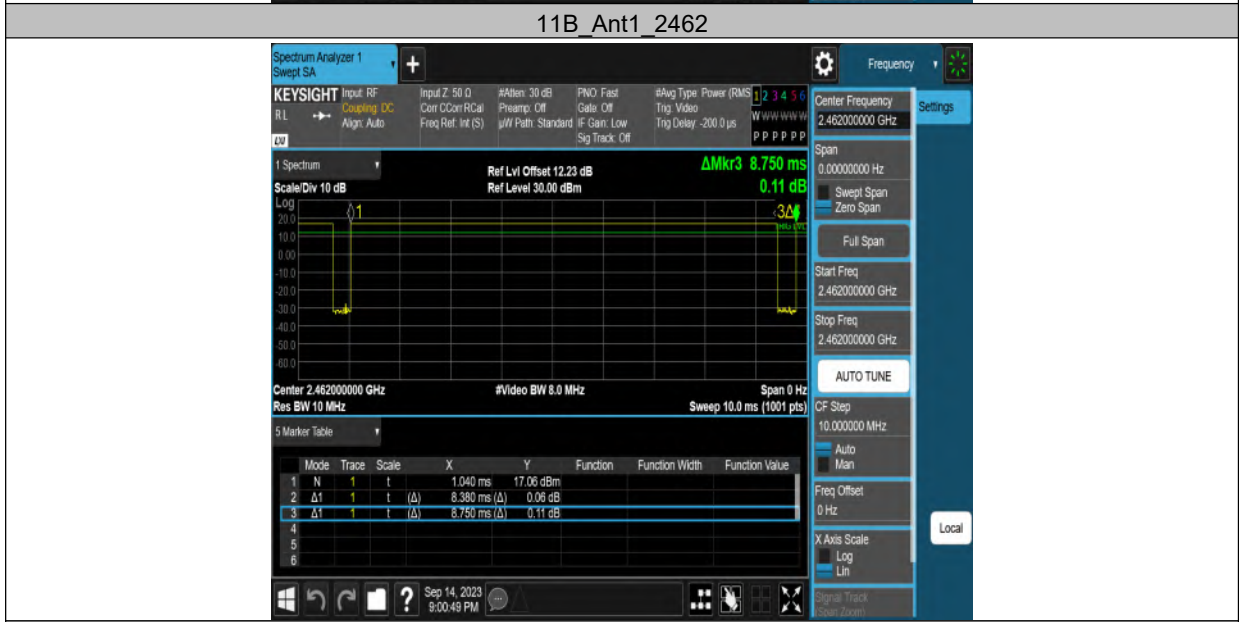 11B_Ant1_2462
Spectrum Analyzer 1
Swept SA
+
Frequency
Settings
KEYSIGHT
RL
LXI
Input: RF
Coupling: DC
Align: Auto
Input Z: 50 Ω
Corr CCorr RCal
Freq Ref: Int (S)
#Atten: 30 dB
Preamp: Off
µW Path: Standard
PNO: Fast
Gate: Off
IF Gain: Low
Sig Track: Off
#Avg Type: Power (RMS
Trig: Video
Trig Delay: -200.0 µs
1 2 3 4 5 6
W W W W W W
P P P P P P
1 Spectrum
Scale/Div 10 dB
Ref Lvl Offset 12.23 dB
Ref Level 30.00 dBm
ΔMkr3 8.750 ms
0.11 dB
Log
20.0
10.0
0.00
-10.0
-20.0
-30.0
-40.0
-50.0
-60.0
1
3Δ1
TRIG LVL
Center 2.462000000 GHz
#Video BW 8.0 MHz
Span 0 Hz
Res BW 10 MHz
Sweep 10.0 ms (1001 pts)
5 Marker Table
Mode Trace Scale X Y Function Function Width Function Value
1 N 1 t 1.040 ms 17.06 dBm
2 Δ1 1 t (Δ) 8.380 ms (Δ) 0.06 dB
3 Δ1 1 t (Δ) 8.750 ms (Δ) 0.11 dB
4
5
6
Center Frequency
2.462000000 GHz
Span
0.00000000 Hz
Swept Span
Zero Span
Full Span
Start Freq
2.462000000 GHz
Stop Freq
2.462000000 GHz
AUTO TUNE
CF Step
10.000000 MHz
Auto
Man
Freq Offset
0 Hz
X Axis Scale
Log
Lin
Signal Track
(Span Zoom)
Local
?
Sep 14, 2023
9:00:49 PM